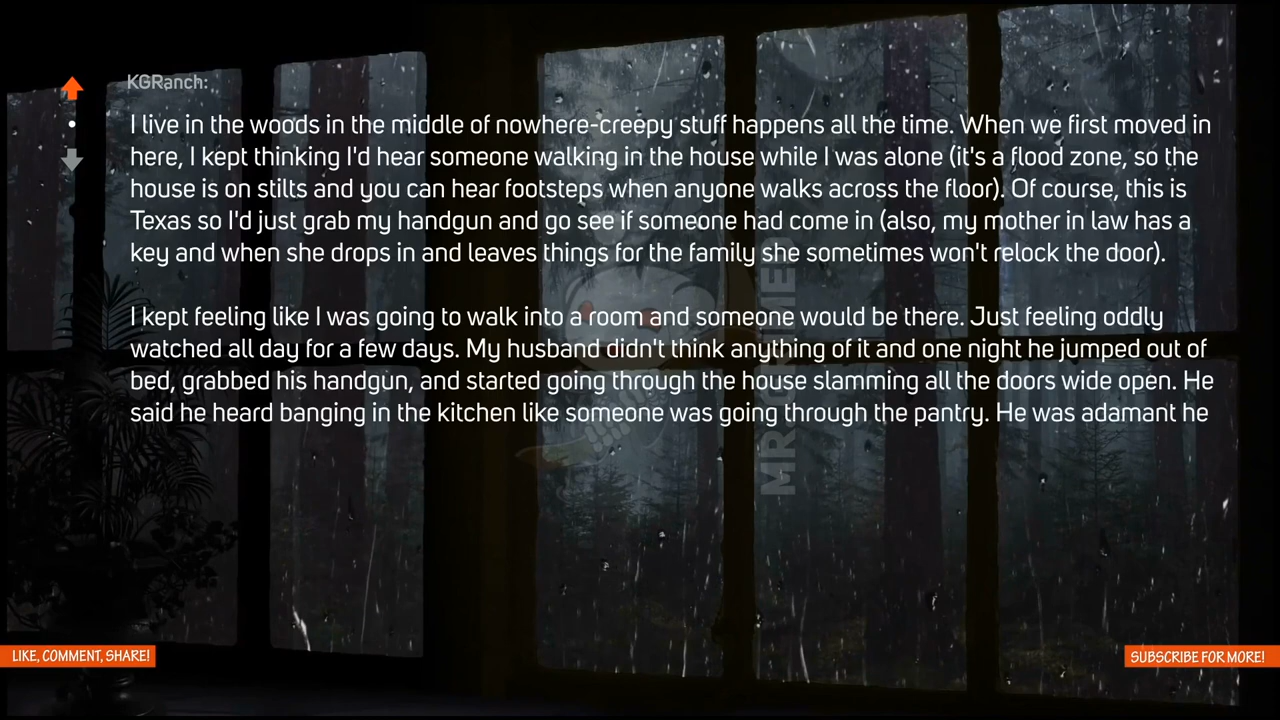 KGRanch:
I live in the woods in the middle of nowhere-creepy stuff happens all the time. When we first moved in
here, I kept thinking I'd hear someone walking in the house while I was alone (it's a flood zone, so the
house is on stilts and you can hear footsteps when anyone walks across the floor). Of course, this is
Texas so I'd just grab my handgun and go see if someone had come in (also, my mother in law has a
key and when she drops in and leaves things for the family she sometimes won't relock the door).
I kept feeling like I was going to walk into a room and someone would be there. Just feeling oddly
watched all day for a few days. My husband didn't think anything of it and one night he jumped out of
bed, grabbed his handgun, and started going through the house slamming all the doors wide open. He
said he heard banging in the kitchen like someone was going through the pantry. He was adamant he
LIKE, COMMENT, SHARE!
SUBSCRIBE FOR MORE!